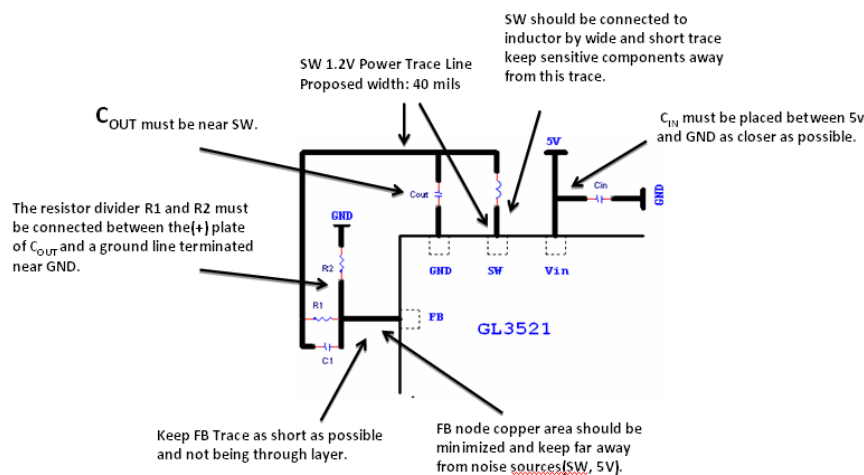 SW should be connected to
inductor by wide and short trace
keep sensitive components away
from this trace.
SW 1.2V Power Trace Line
Proposed width: 40 mils
COUT must be near SW.
CIN must be placed between 5v
and GND as closer as possible.
5V
Cin
GND
Cout
The resistor divider R1 and R2 must
be connected between the(+) plate
of COUT and a ground line terminated
near GND.
GND
R2
GND
SW
Vin
R1
FB
GL3521
C1
Keep FB Trace as short as possible
and not being through layer.
FB node copper area should be
minimized and keep far away
from noise sources(SW, 5V).